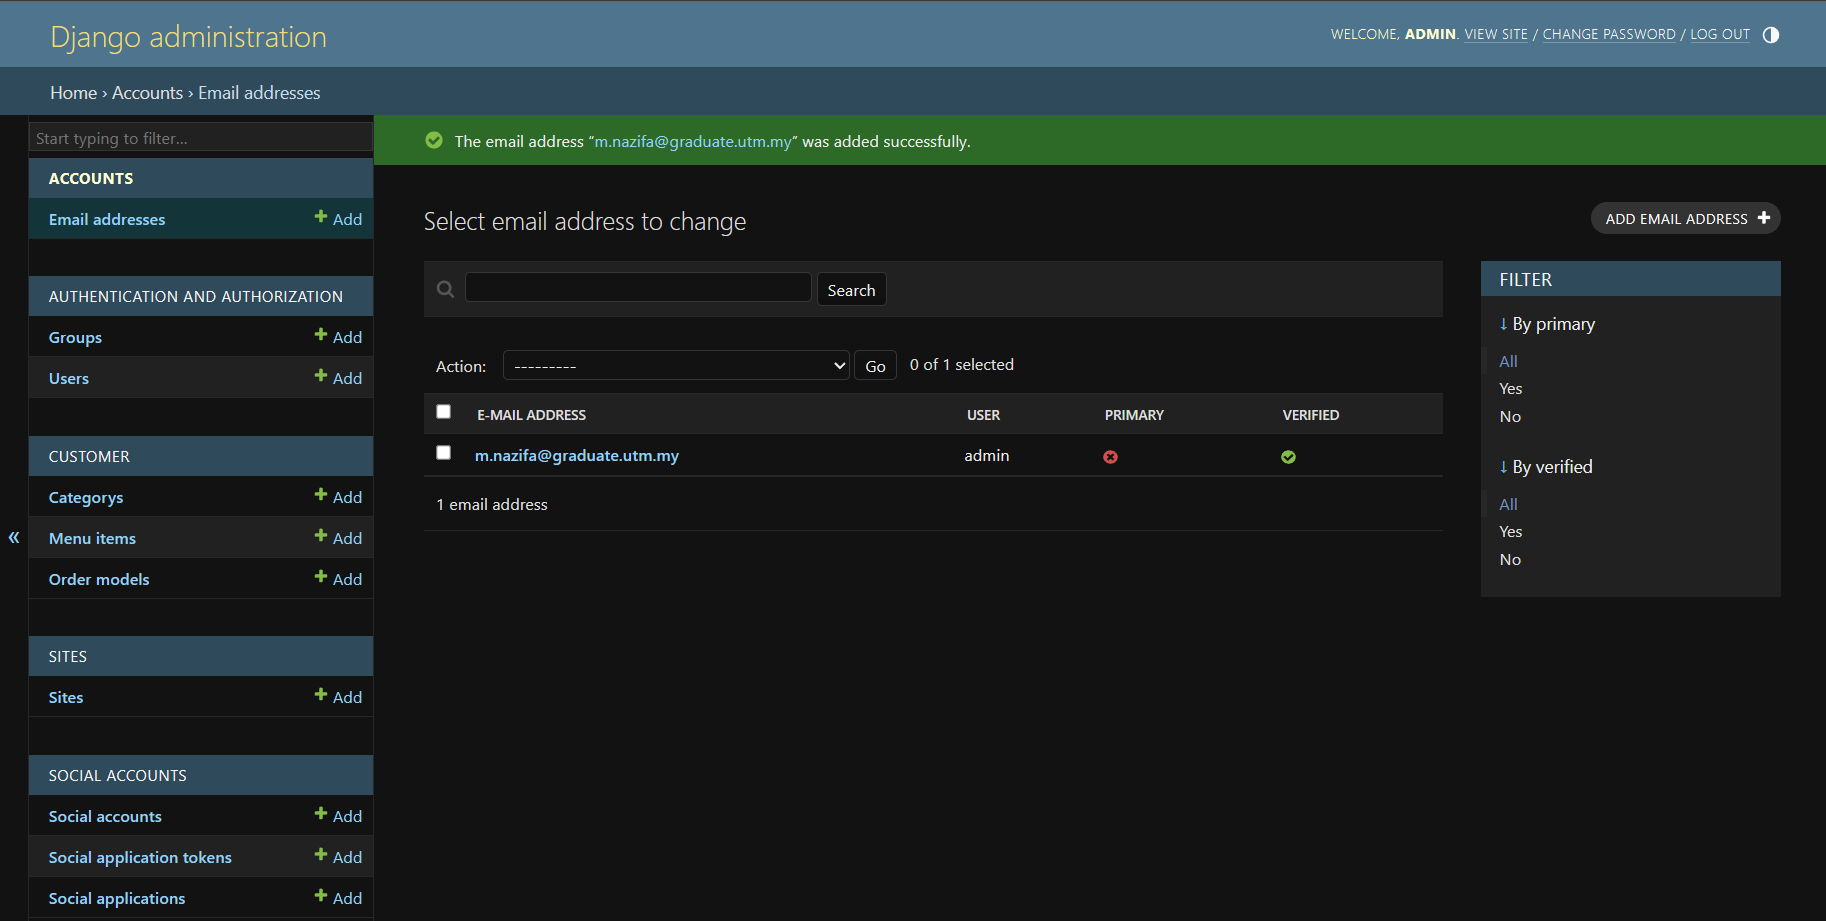 Django administration
WELCOME, ADMIN. VIEW SITE / CHANGE PASSWORD / LOG OUT
Home › Accounts › Email addresses
Start typing to filter...
ACCOUNTS
Email addresses Add
AUTHENTICATION AND AUTHORIZATION
Groups Add
Users Add
CUSTOMER
Categorys Add
Menu items Add
Order models Add
SITES
Sites Add
SOCIAL ACCOUNTS
Social accounts Add
Social application tokens Add
Social applications Add
«
The email address “m.nazifa@graduate.utm.my” was added successfully.
Select email address to change
ADD EMAIL ADDRESS
Search
Action: --------- Go 0 of 1 selected
E-MAIL ADDRESS USER PRIMARY VERIFIED
m.nazifa@graduate.utm.my admin
1 email address
FILTER
↓ By primary
All
Yes
No
↓ By verified
All
Yes
No